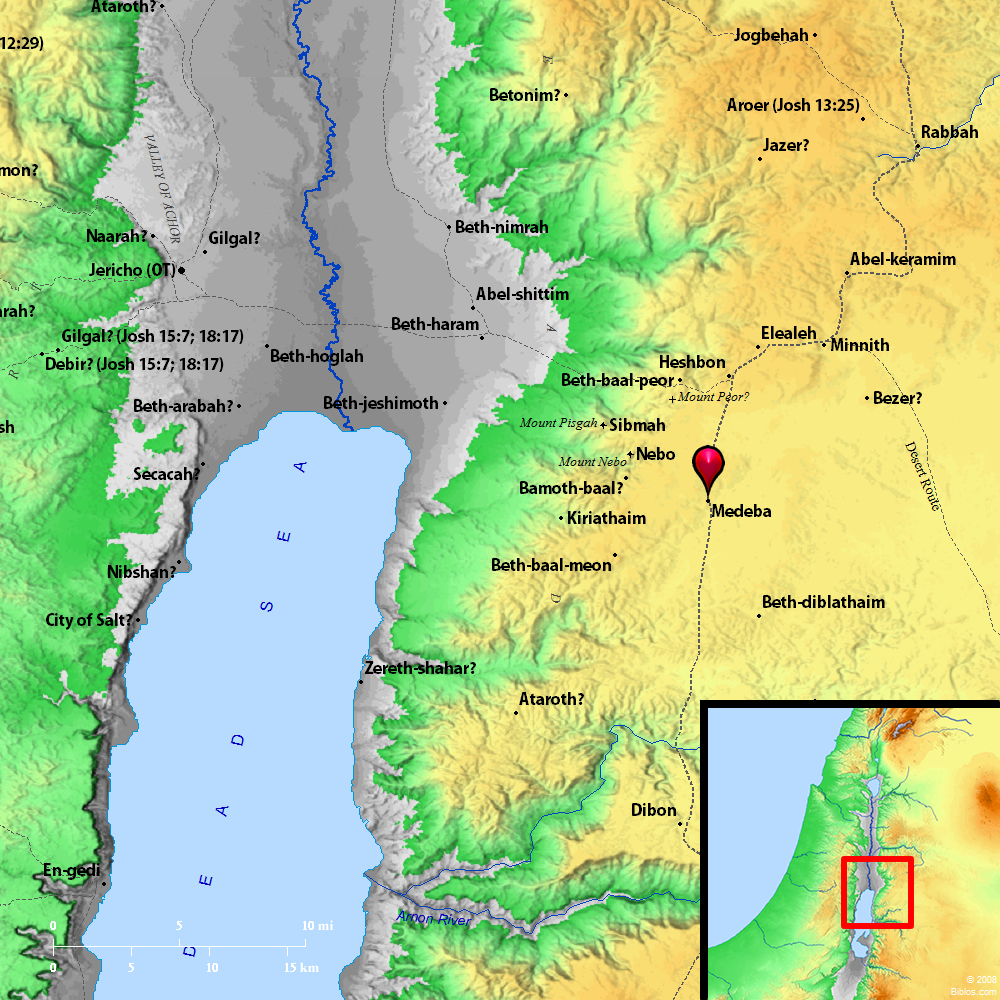 Ataroth?
12:29)
Jogbehah
E
Betonim?
Aroer (Josh 13:25)
Rabbah
VALLEY OF ACHOR
Jazer?
mon?
Beth-nimrah
Naarah?
Gilgal?
Jericho (OT)
Abel-keramim
Abel-shittim
arah?
Beth-haram
A
Gilgal? (Josh 15:7; 18:17)
Elealeh
Minnith
Debir? (Josh 15:7; 18:17)
Beth-hoglah
Heshbon
R
Beth-baal-peor
Mount Peor?
Beth-arabah?
Beth-jeshimoth
Bezer?
sh
Mount Pisgah
Sibmah
Nebo
Mount Nebo
Desert Route
Secacah?
Bamoth-baal?
Medeba
Kiriathaim
Nibshan?
Beth-baal-meon
D
Beth-diblathaim
City of Salt?
Zereth-shahar?
Ataroth?
DEAD SEA
Dibon
En-gedi
Arnon River
0 5 10 mi
0 5 10 15 km
© 2008
Biblos.com